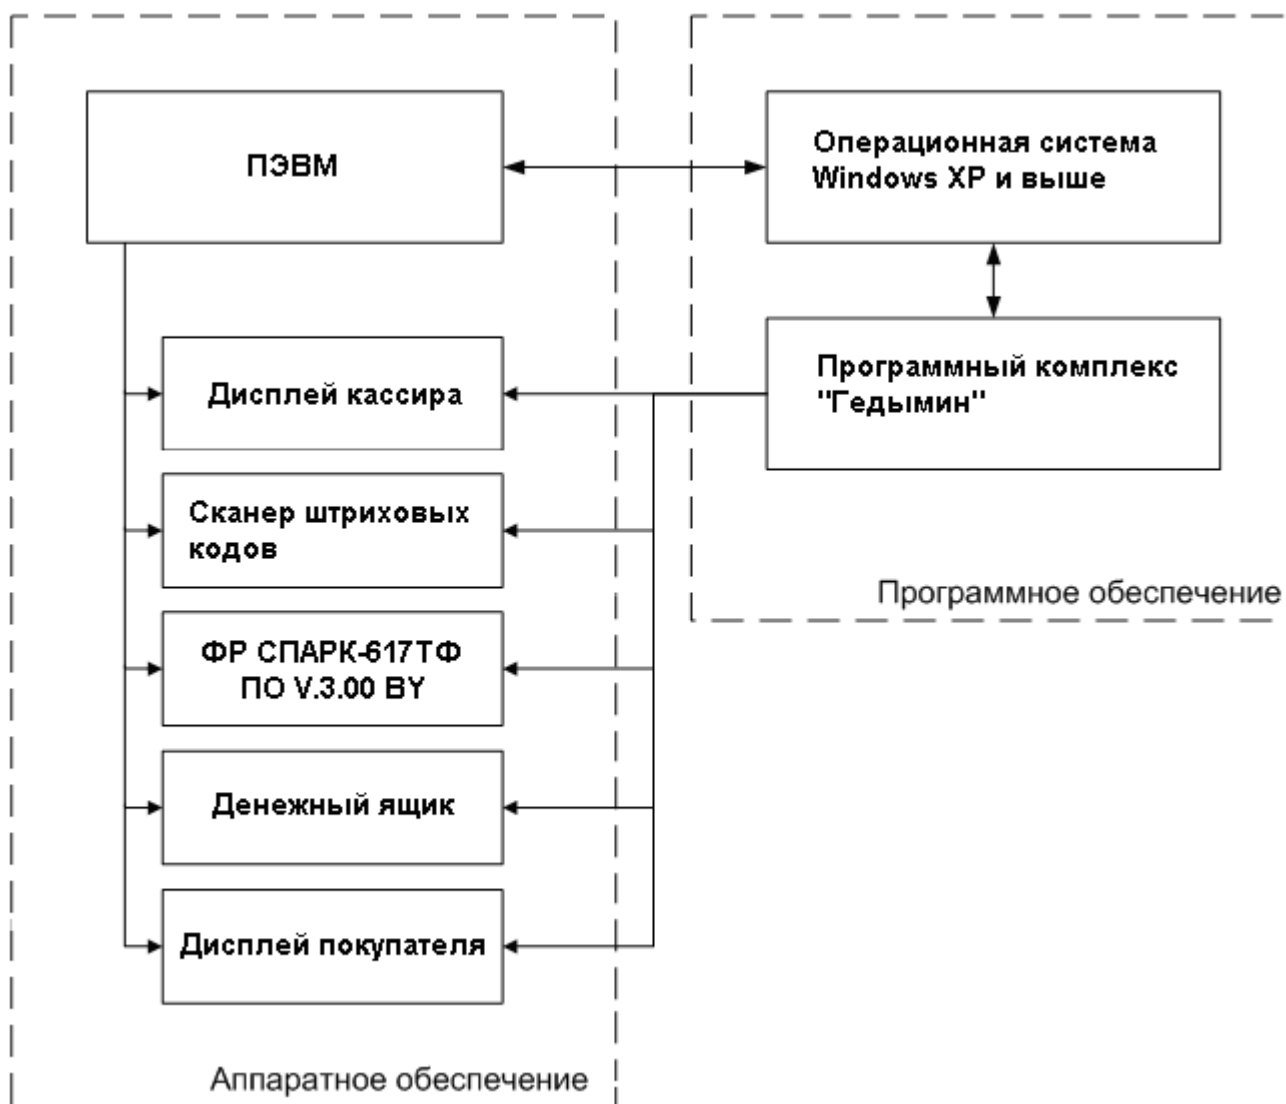 ПЭВМ
Операционная система
Windows XP и выше
Дисплей кассира
Программный комплекс
"Гедымин"
Сканер штриховых
кодов
Программное обеспечение
ФР СПАРК-617ТФ
ПО V.3.00 BY
Денежный ящик
Дисплей покупателя
Аппаратное обеспечение